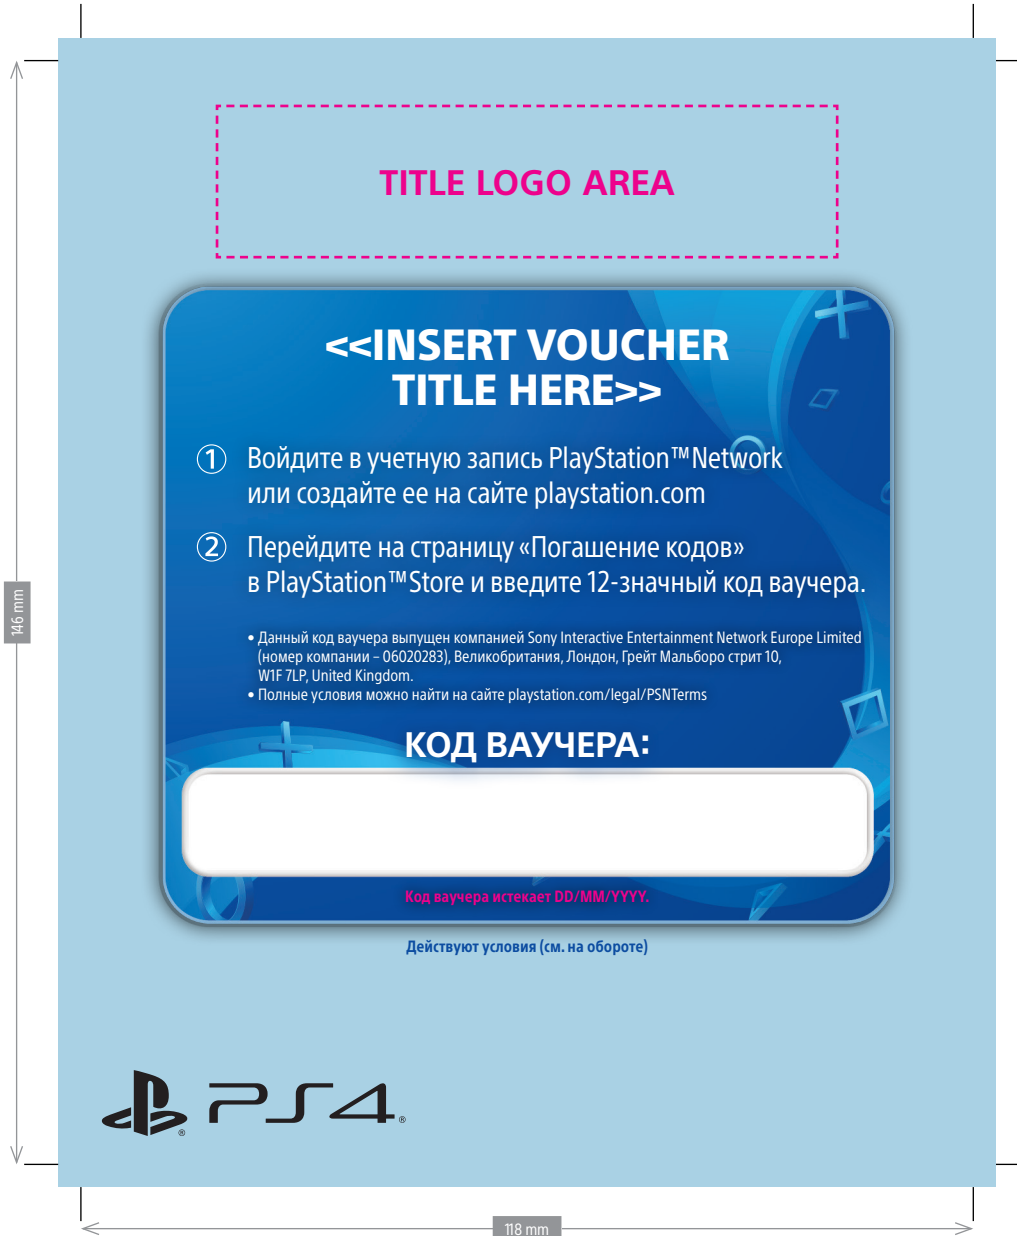 TITLE LOGO AREA
<<INSERT VOUCHER
TITLE HERE>>
1 Войдите в учетную запись PlayStation™Network
или создайте ее на сайте playstation.com
2 Перейдите на страницу «Погашение кодов»
в PlayStation™Store и введите 12-значный код ваучера.
• Данный код ваучера выпущен компанией Sony Interactive Entertainment Network Europe Limited
(номер компании – 06020283), Великобритания, Лондон, Грейт Мальборо стрит 10,
W1F 7LP, United Kingdom.
• Полные условия можно найти на сайте playstation.com/legal/PSNTerms
КОД ВАУЧЕРА:
Код ваучера истекает DD/MM/YYYY.
Действуют условия (см. на обороте)
146 mm
® PS4®
118 mm